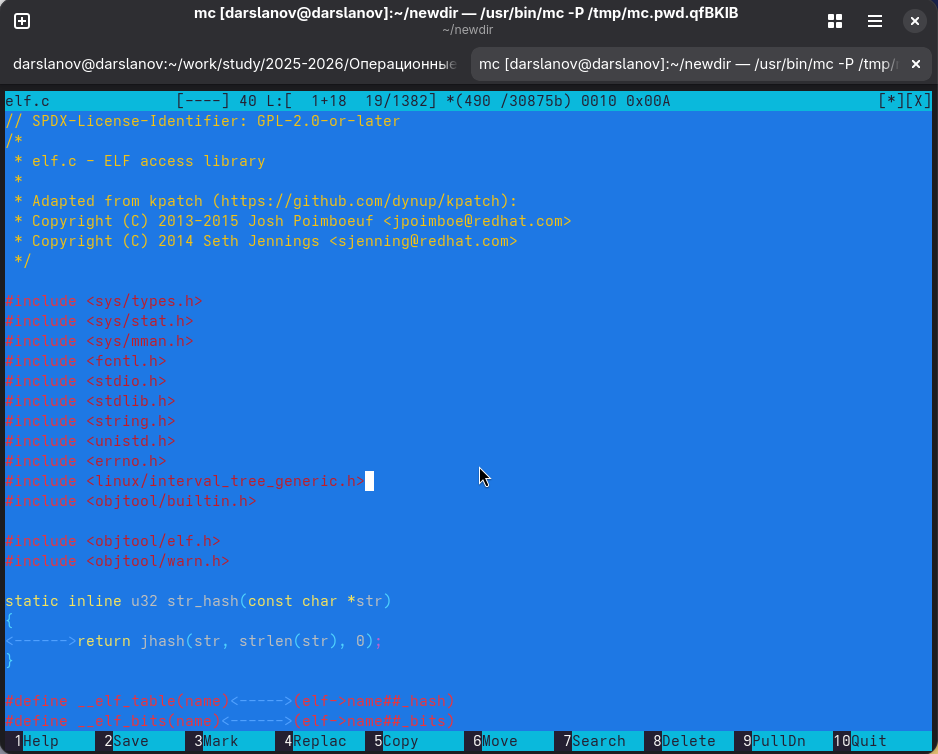 mc [darslanov@darslanov]:~/newdir — /usr/bin/mc -P /tmp/mc.pwd.qfBKIB
~/newdir
darslanov@darslanov:~/work/study/2025-2026/Операционные
mc [darslanov@darslanov]:~/newdir — /usr/bin/mc -P /tmp/
elf.c [----] 40 L:[ 1+18 19/1382] *(490 /30875b) 0010 0x00A [*][X]
// SPDX-License-Identifier: GPL-2.0-or-later
/*
 * elf.c - ELF access library
 *
 * Adapted from kpatch (https://github.com/dynup/kpatch):
 * Copyright (C) 2013-2015 Josh Poimboeuf <jpoimboe@redhat.com>
 * Copyright (C) 2014 Seth Jennings <sjenning@redhat.com>
 */
#include <sys/types.h>
#include <sys/stat.h>
#include <sys/mman.h>
#include <fcntl.h>
#include <stdio.h>
#include <stdlib.h>
#include <string.h>
#include <unistd.h>
#include <errno.h>
#include <linux/interval_tree_generic.h>
#include <objtool/builtin.h>
#include <objtool/elf.h>
#include <objtool/warn.h>
static inline u32 str_hash(const char *str)
{
<------>return jhash(str, strlen(str), 0);
}
#define __elf_table(name)<----->(elf->name##_hash)
#define __elf_bits(name)<------>(elf->name##_bits)
1Help 2Save 3Mark 4Replac 5Copy 6Move 7Search 8Delete 9PullDn 10Quit